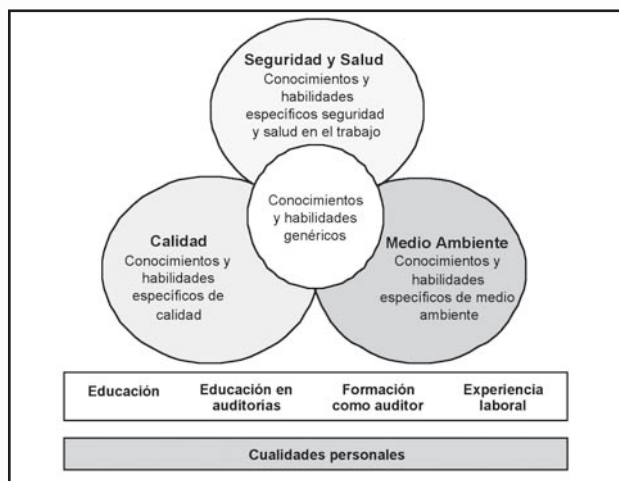 Seguridad y Salud
Conocimientos y
habilidades
específicos seguridad
y salud en el trabajo
Conocimientos
y habilidades
genéricos
Calidad
Conocimientos y
habilidades
específicos de
calidad
Medio Ambiente
Conocimientos y
habilidades
específicos de medio
ambiente
Educación
Educación en
auditorías
Formación
como auditor
Experiencia
laboral
Cualidades personales